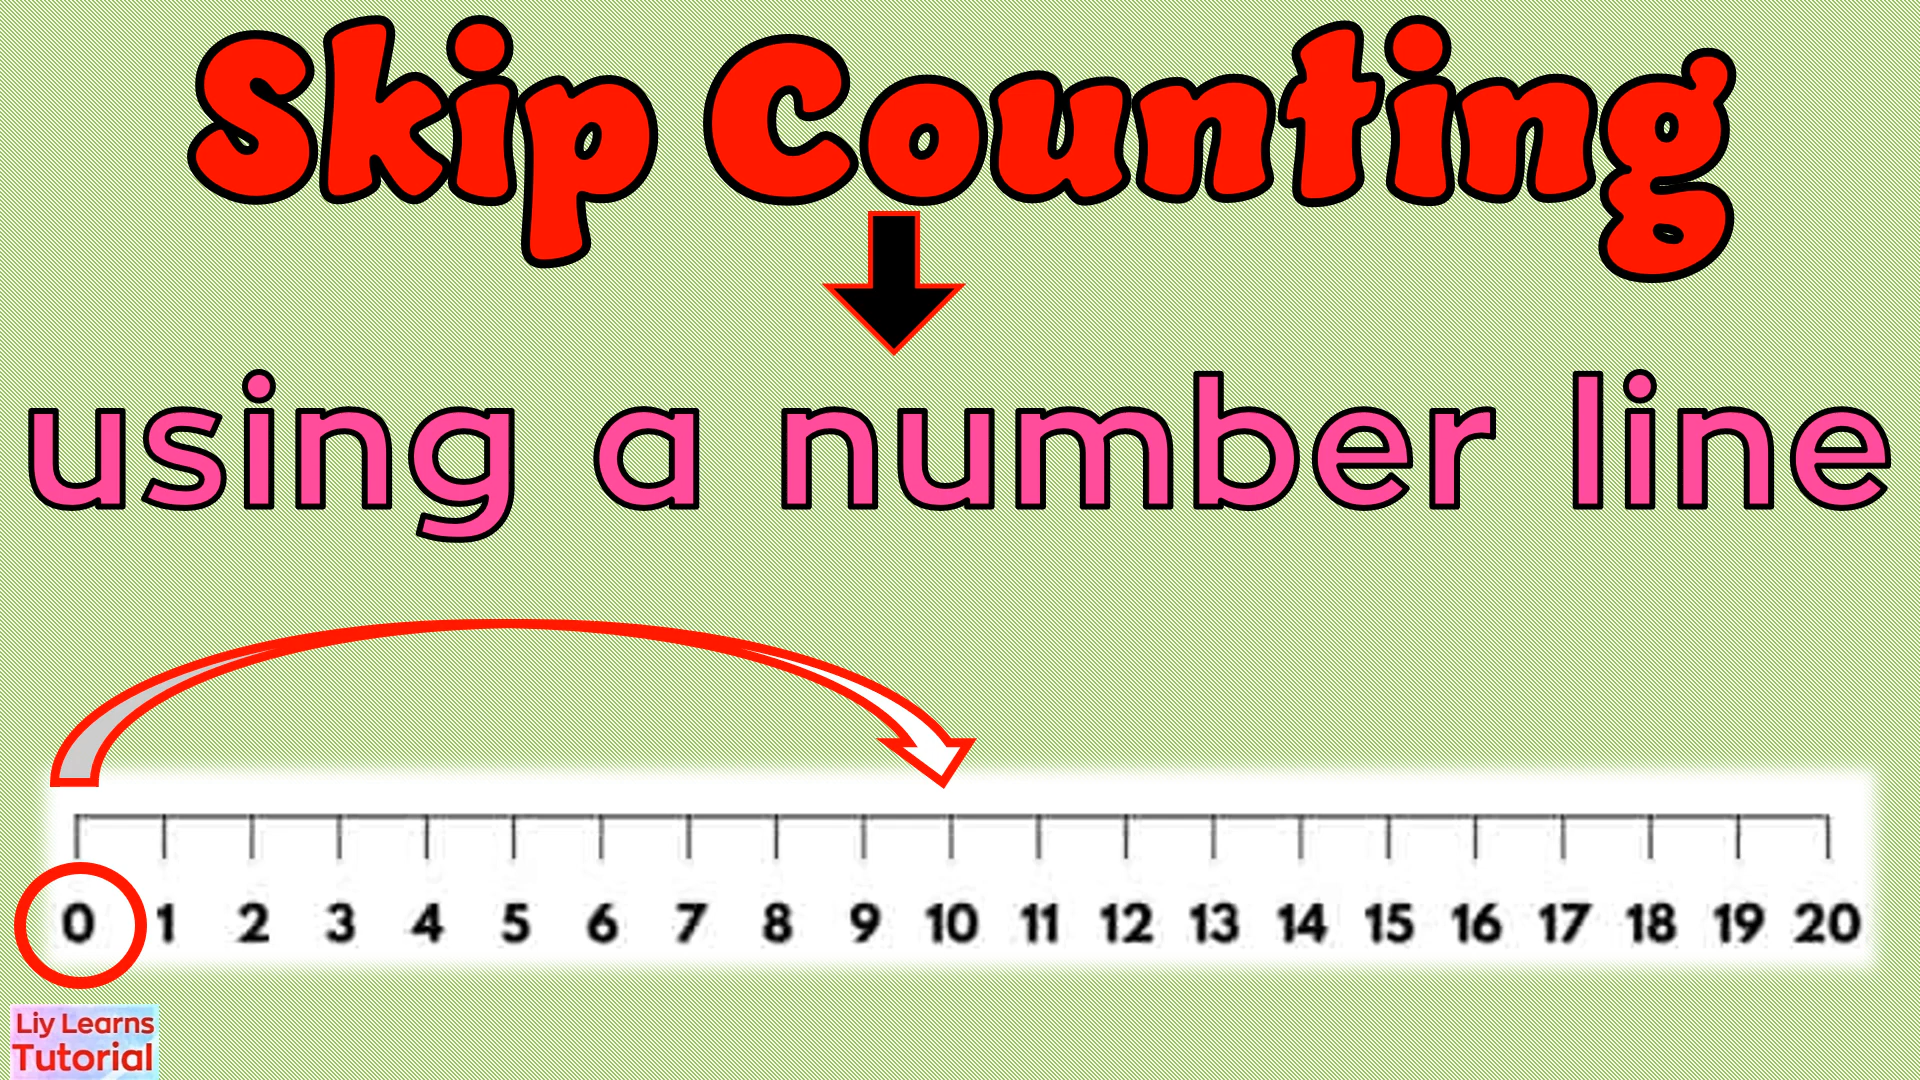 Skip Counting
using a number line
0 1 2 3 4 5 6 7 8 9 10 11 12 13 14 15 16 17 18 19 20
Liy Learns
Tutorial